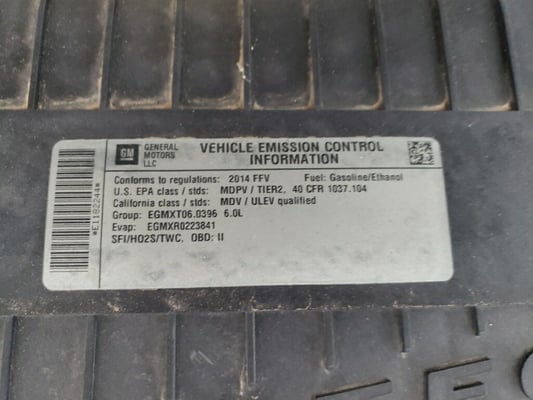 GM
GENERAL
MOTORS
LLC
VEHICLE EMISSION CONTROL
INFORMATION
Conforms to regulations: 2014 FFV Fuel: Gasoline/Ethanol
U.S. EPA class / stds: MDPV / TIER2, 40 CFR 1037.104
California class / stds: MDV / ULEV qualified
Group: EGMXT06.0396 6.0L
Evap: EGMXR0223841
SFI/HO2S/TWC, OBD: II
*E1182244*